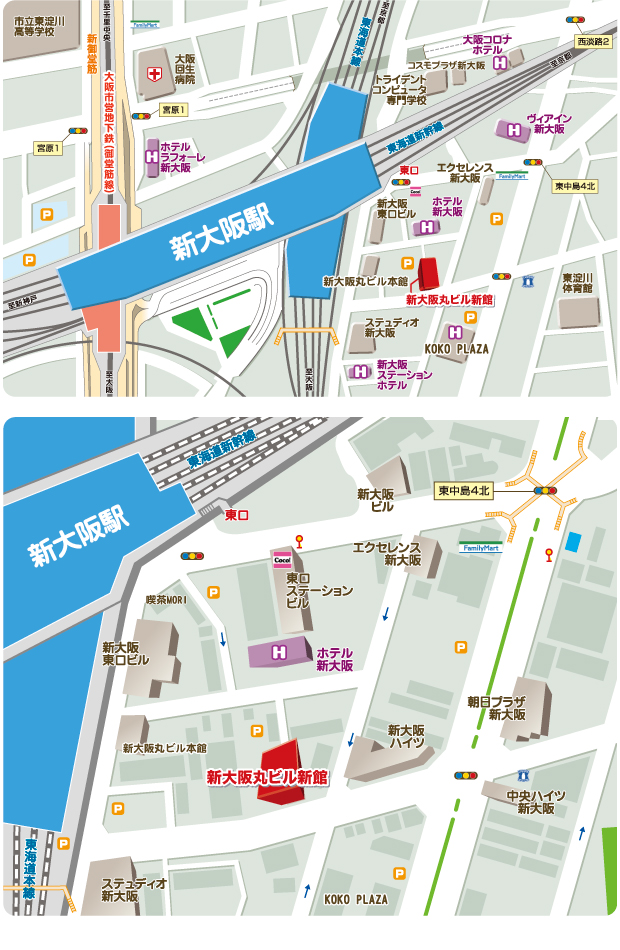 市立東淀川
高等学校
至千里中央
新御堂筋
FamilyMart
大阪
回生
病院
宮原1
宮原1
大阪市営地下鉄(御堂筋線)
H
ホテル
ラフォーレ
新大阪
東海道本線
至京都
西淡路2
大阪コロナ
ホテル
H
コスモプラザ新大阪
至京都
トライデント
コンピュータ
専門学校
東海道新幹線
ヴィアイン
新大阪
H
東口
エクセレンス
新大阪
FamilyMart
東中島4北
Coco!
P
P
新大阪駅
新大阪
東口ビル
ホテル
新大阪
H
P
P
新大阪丸ビル本館
新大阪丸ビル新館
東淀川
体育館
至新神戸
P
ステュディオ
新大阪
H
KOKO PLAZA
至大阪
至大阪
H
新大阪
ステーション
ホテル
東海道新幹線
新大阪駅
東口
新大阪
ビル
東中島4北
エクセレンス
新大阪
FamilyMart
Coco!
東口
ステーション
ビル
喫茶MORI
P
新大阪
東口ビル
H
ホテル
新大阪
P
朝日プラザ
新大阪
新大阪丸ビル本館
P
新大阪
ハイツ
新大阪丸ビル新館
中央ハイツ
新大阪
P
P
東海道本線
ステュディオ
新大阪
P
KOKO PLAZA